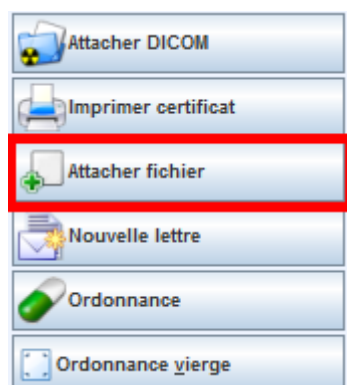 Attacher DICOM
Imprimer certificat
Attacher fichier
Nouvelle lettre
Ordonnance
Ordonnance vierge